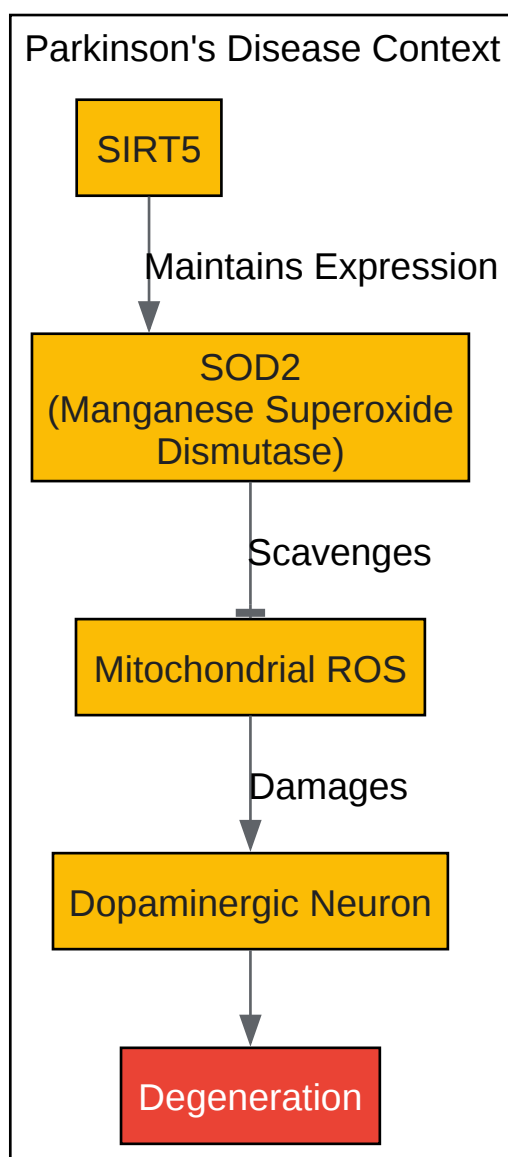 Parkinson's Disease Context
SIRT5
Maintains Expression
SOD2
(Manganese Superoxide
Dismutase)
Scavenges
Mitochondrial ROS
Damages
Dopaminergic Neuron
Degeneration